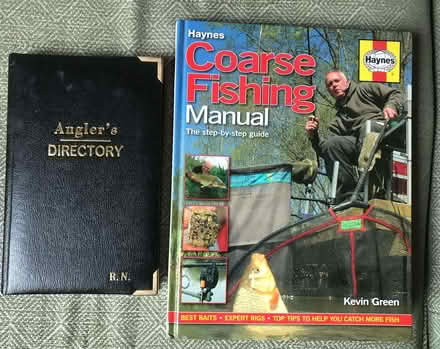 Angler's
DIRECTORY
R.N.
Haynes
Coarse
Fishing
Manual
The step-by-step guide
Haynes
Kevin Green
BEST BAITS • EXPERT RIGS • TOP TIPS TO HELP YOU CATCH MORE FISH